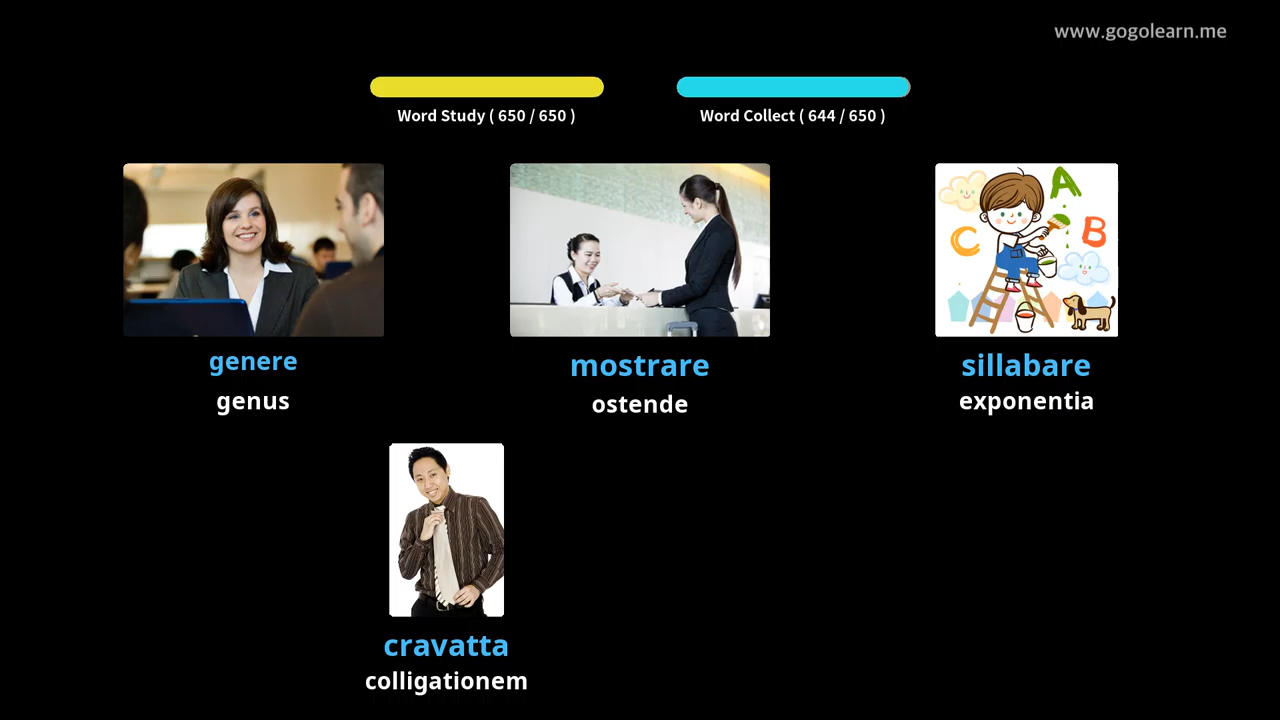 www.gogolearn.me
Word Study ( 650 / 650 )
Word Collect ( 644 / 650 )
A
B
C
genere
genus
mostrare
ostende
sillabare
exponentia
cravatta
colligationem